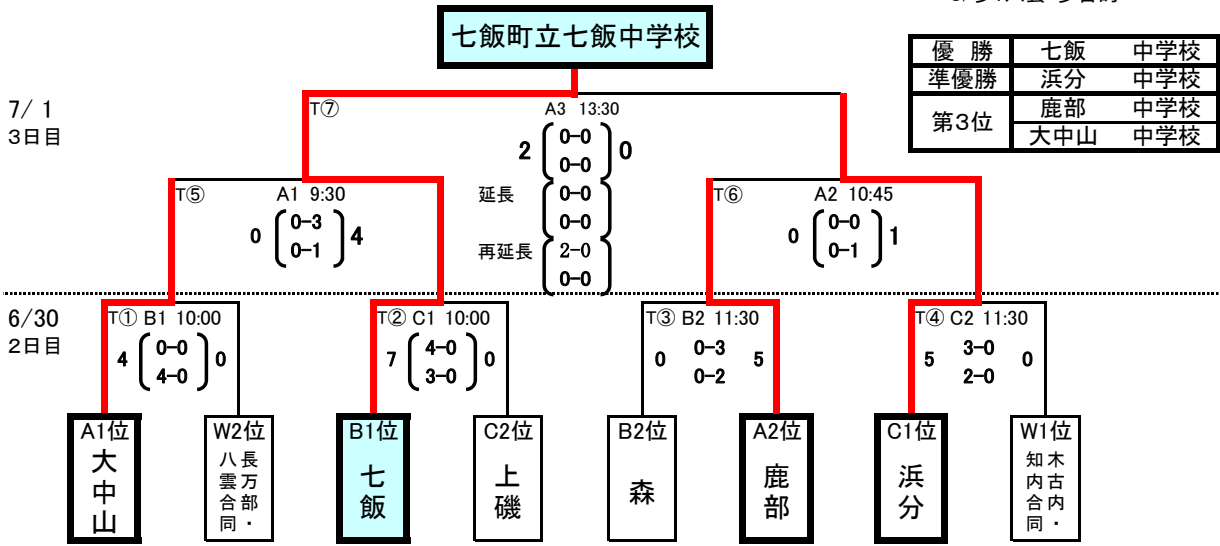 七飯町立七飯中学校
優　勝 七飯 中学校
準優勝 浜分 中学校
第3位 鹿部 中学校
大中山 中学校
7/ 1
3日目
T⑦ A3 13:30
2 0-0 0
0-0
延長 0-0
0-0
再延長 2-0
0-0
T⑤ A1 9:30
0 0-3 4
0-1
T⑥ A2 10:45
0 0-0 1
0-1
6/30
2日目
T① B1 10:00
4 0-0 0
4-0
T② C1 10:00
7 4-0 0
3-0
T③ B2 11:30
0 0-3 5
0-2
T④ C2 11:30
5 3-0 0
2-0
A1位
大中山
W2位
長万部・
八雲合同
B1位
七飯
C2位
上磯
B2位
森
A2位
鹿部
C1位
浜分
W1位
木古内・
知内合同